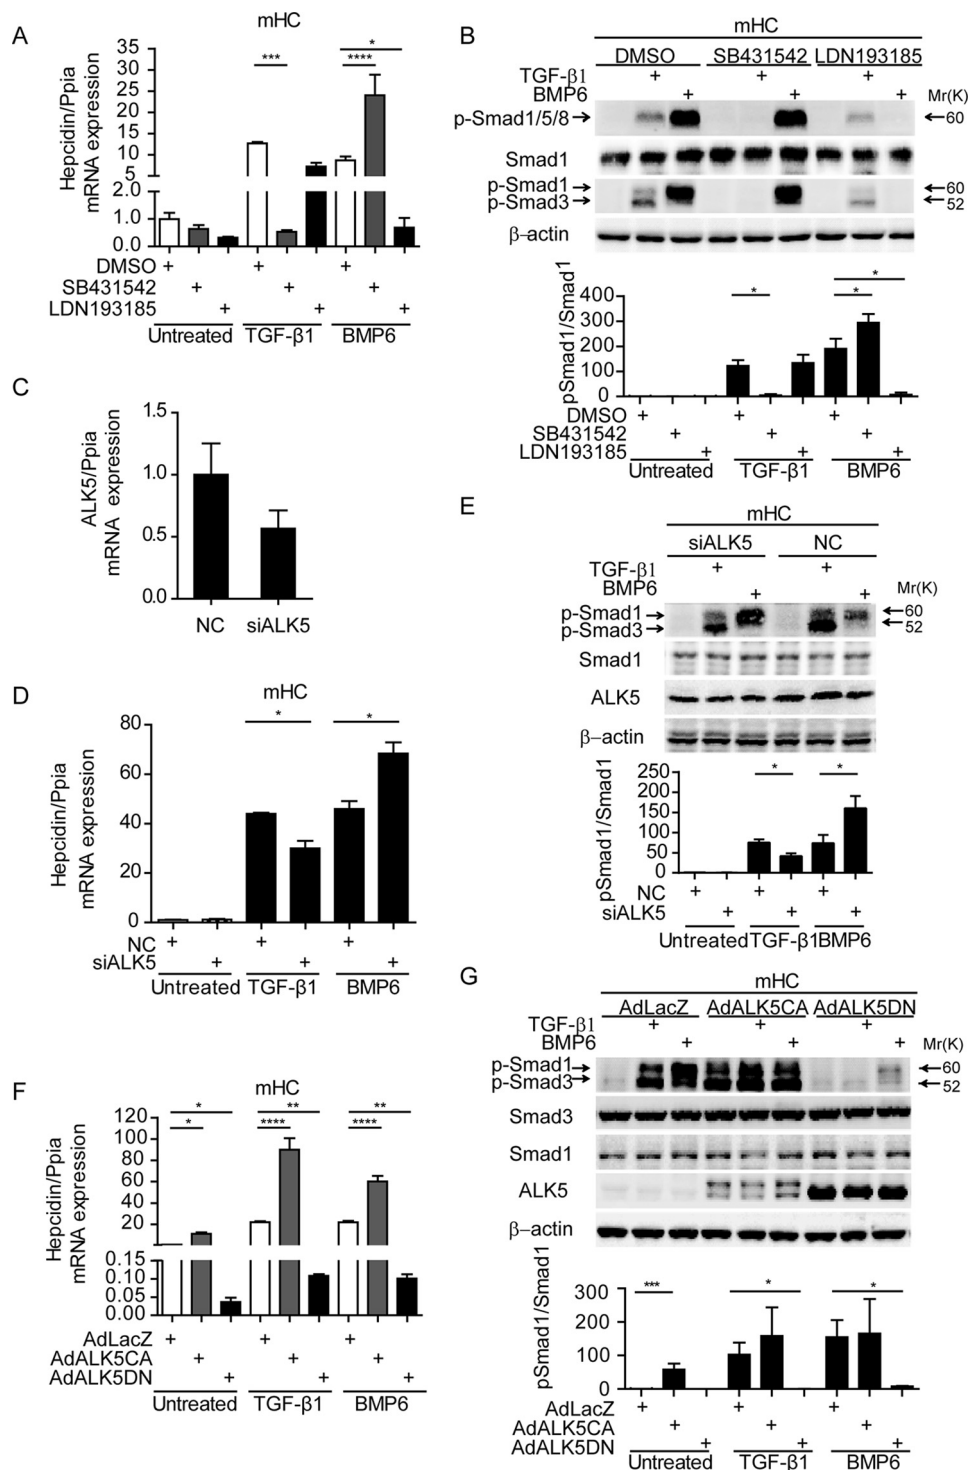 A
mHC
Hepcidin/Ppia
mRNA expression
35
30
25
20
15
10
5
2.0
1.0
0.0
***
****
*
DMSO + + +
SB431542 + + +
LDN193185 + + +
Untreated TGF-β1 BMP6
B
mHC
DMSO SB431542 LDN193185
TGF-β1 + + +
BMP6 + + + Mr(K)
p-Smad1/5/8 60
Smad1
p-Smad1 60
p-Smad3 52
β-actin
pSmad1/Smad1
400
300
200
100
0
* * *
DMSO + + +
SB431542 + + +
LDN193185 + + +
Untreated TGF-β1 BMP6
C
ALK5/Ppia
mRNA expression
1.5
1.0
0.5
0.0
NC siALK5
D
mHC
Hepcidin/Ppia
mRNA expression
80
60
40
20
0
* *
NC + + +
siALK5 + + +
Untreated TGF-β1 BMP6
E
mHC
siALK5 NC
TGF-β1 + +
BMP6 + + Mr(K)
p-Smad1 60
p-Smad3 52
Smad1
ALK5
β-actin
pSmad1/Smad1
250
200
150
100
50
0
* *
NC + + +
siALK5 + + +
Untreated TGF-β1 BMP6
F
mHC
Hepcidin/Ppia
mRNA expression
120
100
80
60
40
20
0.15
0.10
0.05
0.00
* ** **
* **** ****
AdLacZ + + +
AdALK5CA + + +
AdALK5DN + + +
Untreated TGF-β1 BMP6
G
mHC
AdLacZ AdALK5CA AdALK5DN
TGF-β1 + + +
BMP6 + + + Mr(K)
p-Smad1 60
p-Smad3 52
Smad3
Smad1
ALK5
β-actin
pSmad1/Smad1
300
200
100
0
*** * *
AdLacZ + + +
AdALK5CA + + +
AdALK5DN + + +
Untreated TGF-β1 BMP6